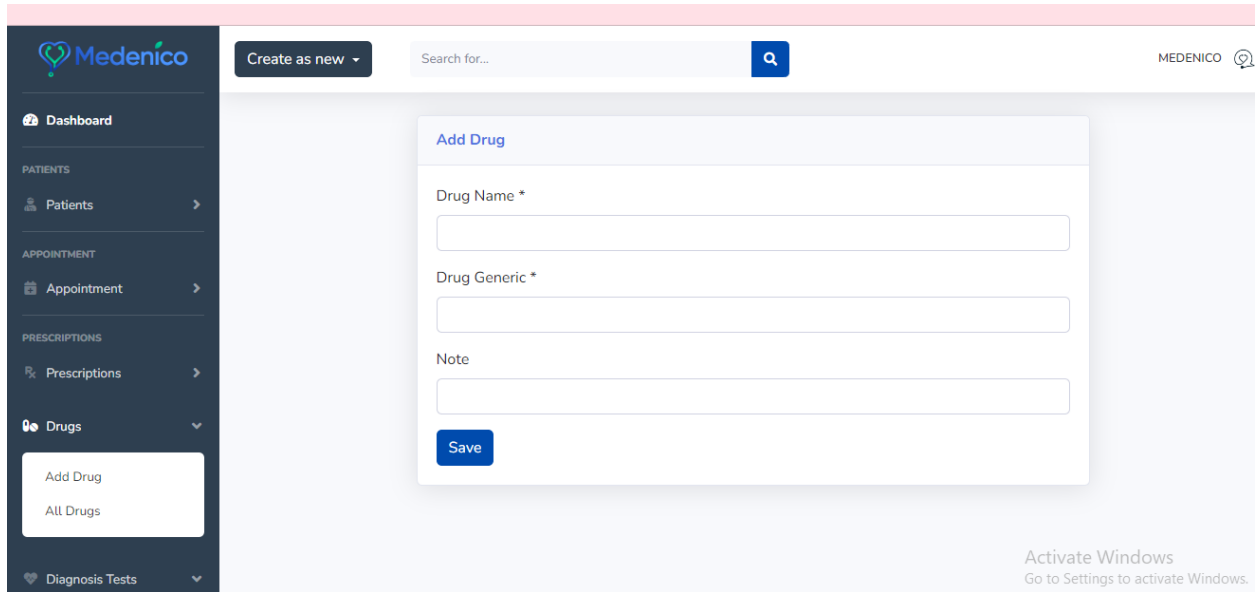 Medenico
Create as new
Search for...
MEDENICO
Dashboard
PATIENTS
Patients
APPOINTMENT
Appointment
PRESCRIPTIONS
Prescriptions
Drugs
Add Drug
All Drugs
Diagnosis Tests
Add Drug
Drug Name *
Drug Generic *
Note
Save
Activate Windows
Go to Settings to activate Windows.